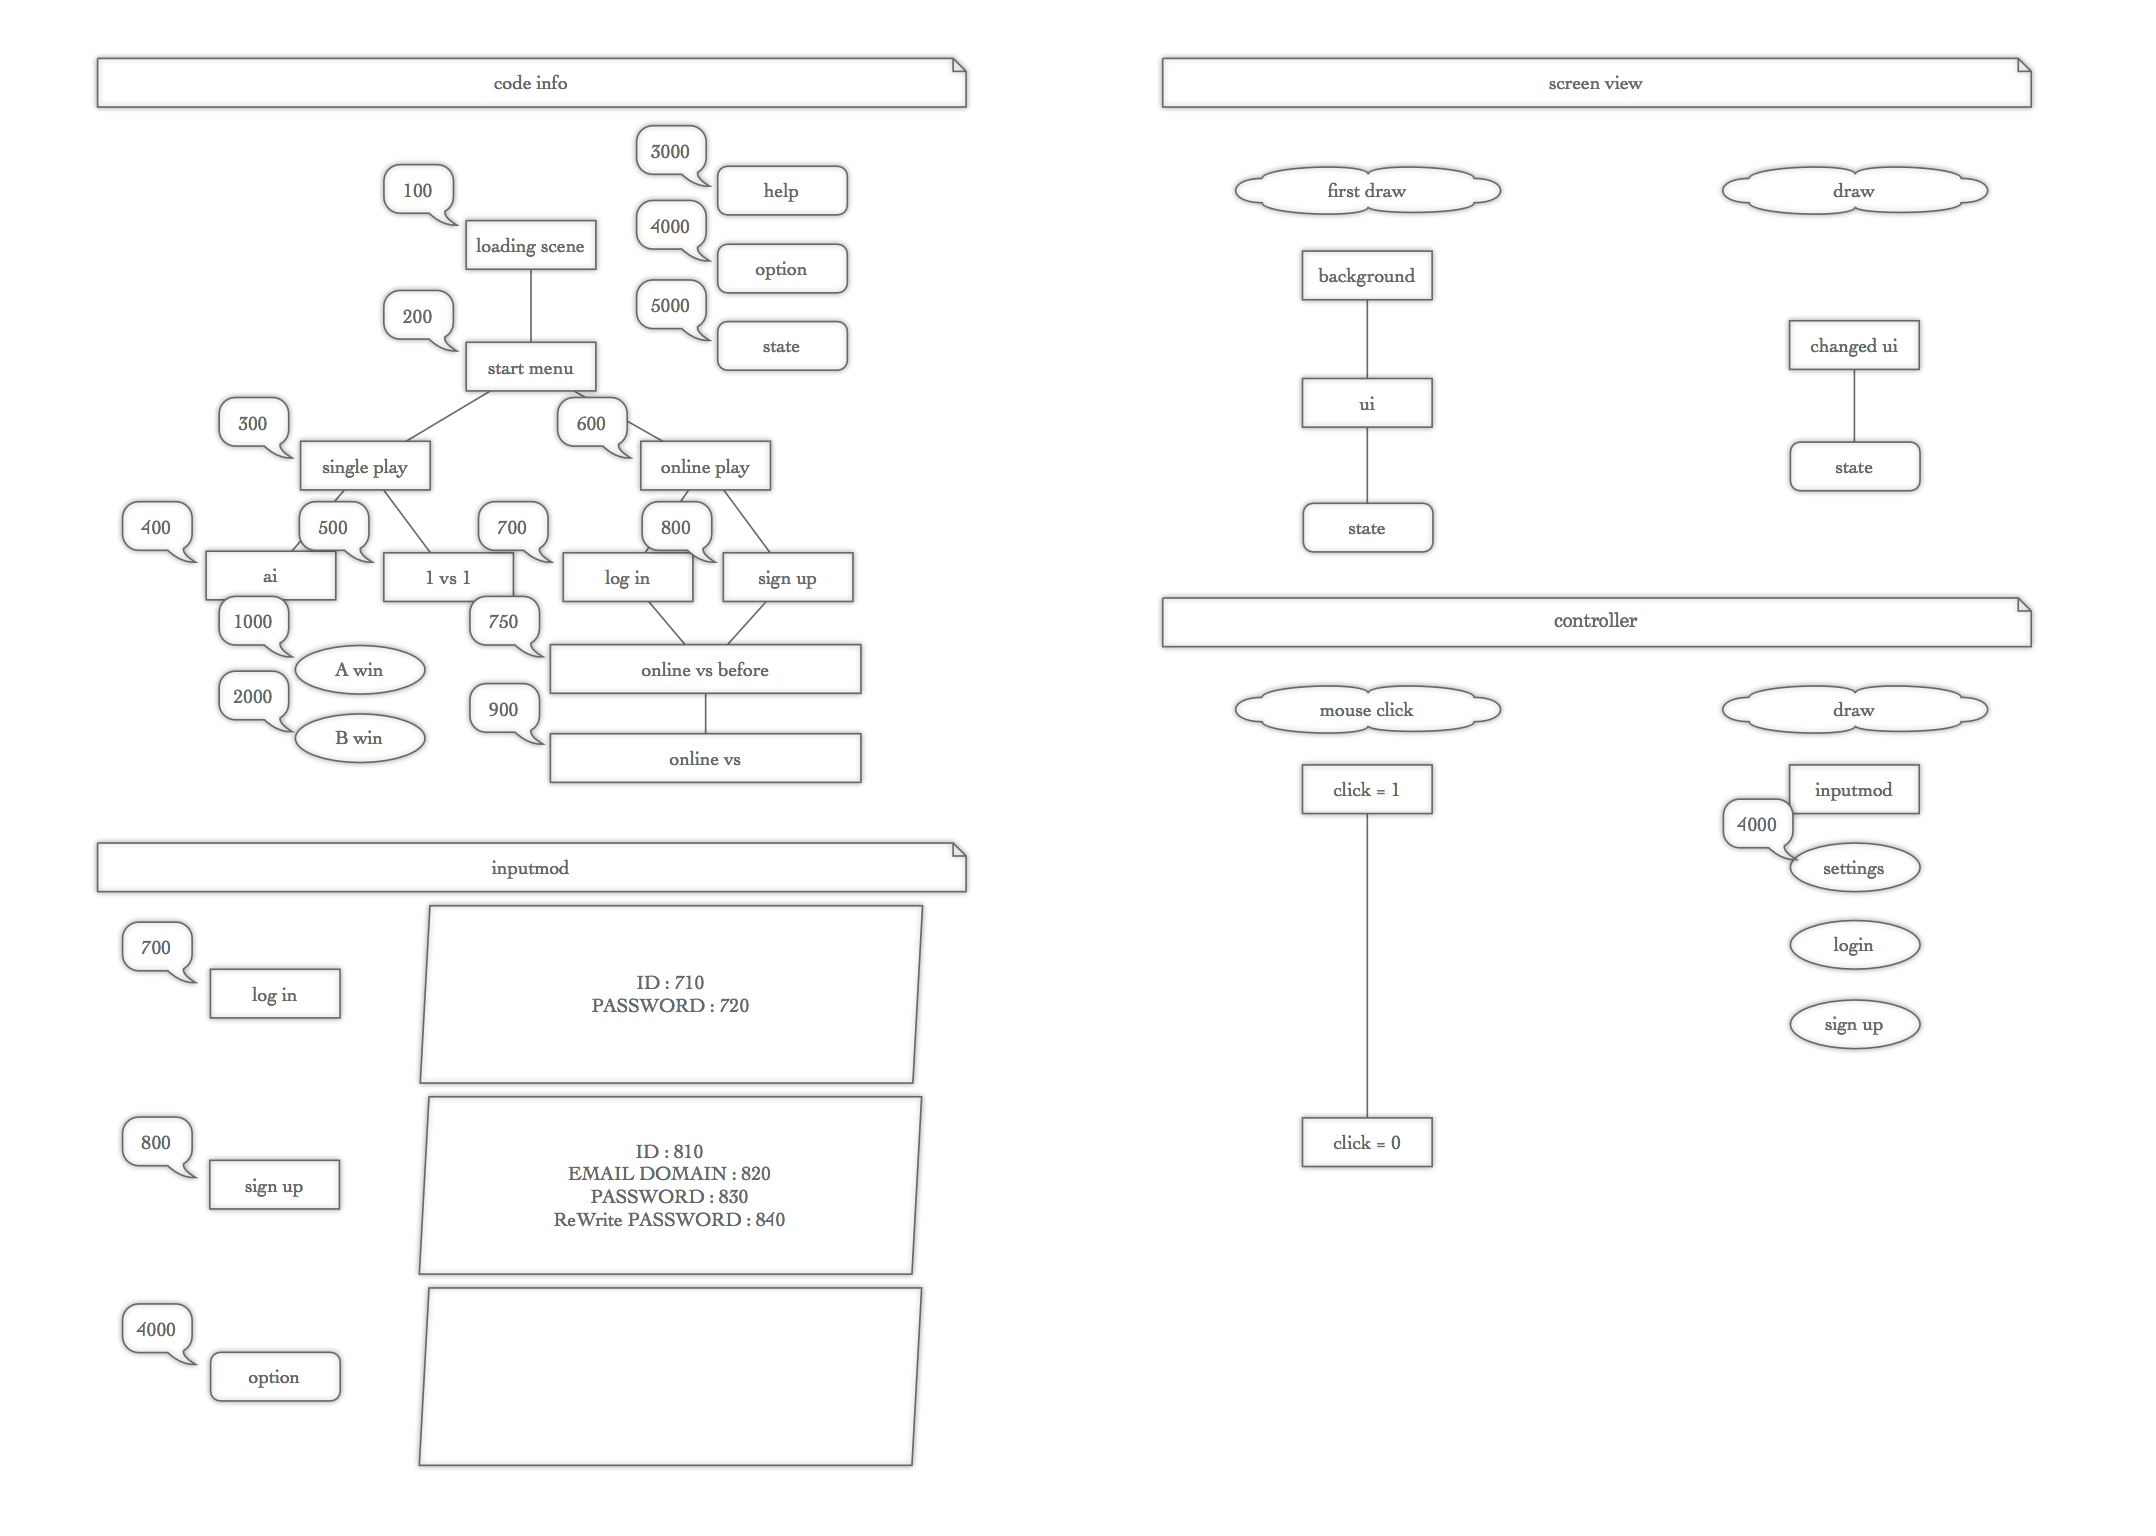 code info
3000
help
100
loading scene
4000
option
200
start menu
5000
state
300
single play
600
online play
400
ai
500
1 vs 1
700
log in
800
sign up
1000
A win
750
online vs before
2000
B win
900
online vs
inputmod
700
log in
ID : 710
PASSWORD : 720
800
sign up
ID : 810
EMAIL DOMAIN : 820
PASSWORD : 830
ReWrite PASSWORD : 840
4000
option
screen view
first draw
background
ui
state
draw
changed ui
state
controller
mouse click
click = 1
click = 0
draw
inputmod
4000
settings
login
sign up